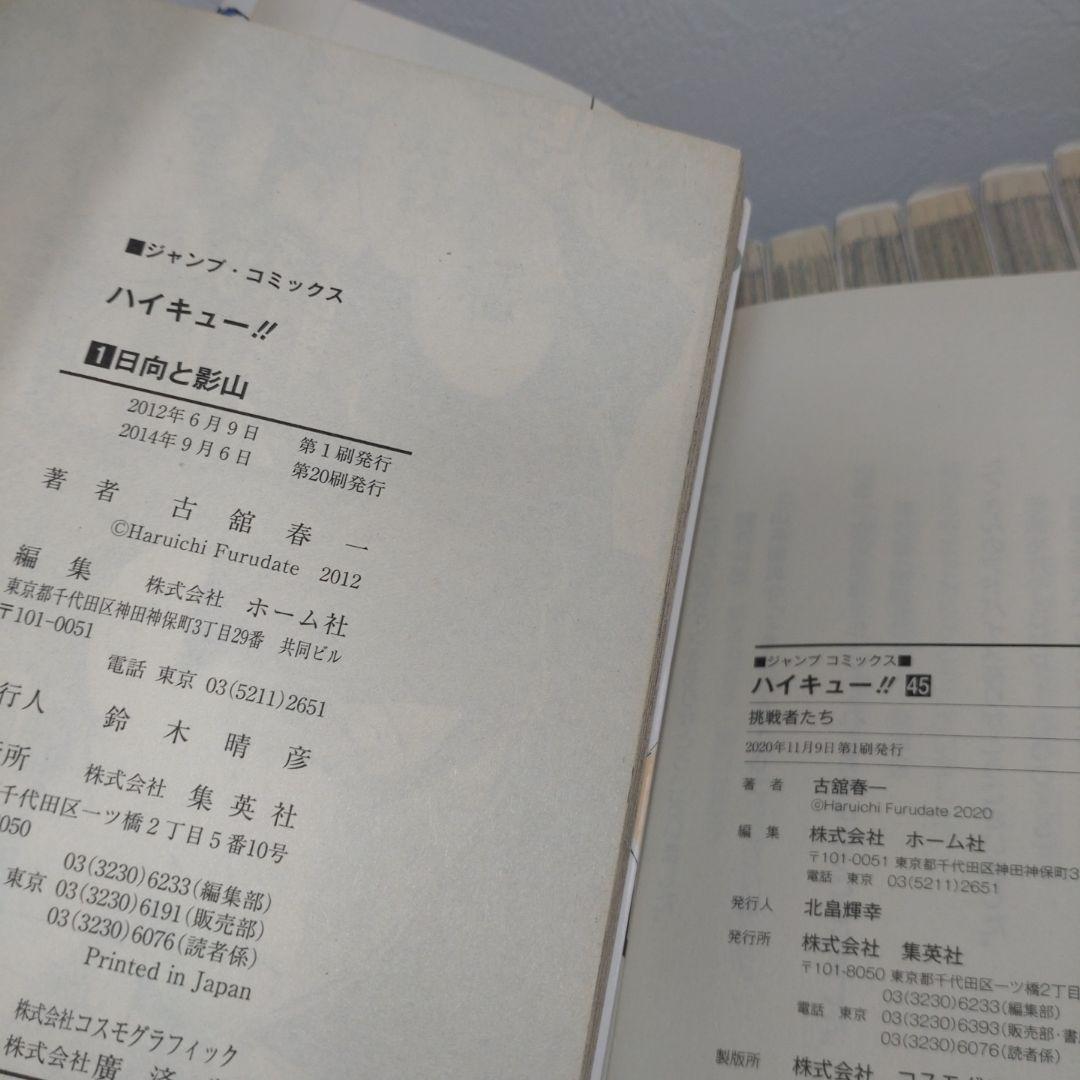 ■ジャンプ・コミックス
ハイキュー!!
1日向と影山
2012年6月9日 第1刷発行
2014年9月6日 第20刷発行
著者 古舘春一
©Haruichi Furudate 2012
編集 株式会社 ホーム社
東京都千代田区神田神保町3丁目29番 共同ビル
〒101-0051
電話 東京 03(5211)2651
行人 鈴木晴彦
所 株式会社 集英社
千代田区一ツ橋2丁目5番10号
050
03(3230)6233(編集部)
東京 03(3230)6191(販売部)
03(3230)6076(読者係)
Printed in Japan
株式会社コスモグラフィック
株式会社廣済
■ジャンプ コミックス■
ハイキュー!! 45
挑戦者たち
2020年11月9日第1刷発行
著者 古舘春一
©Haruichi Furudate 2020
編集 株式会社 ホーム社
〒101-0051 東京都千代田区神田神保町3
電話 東京 03(5211)2651
発行人 北畠輝幸
発行所 株式会社 集英社
〒101-8050 東京都千代田区一ツ橋2丁目
03(3230)6233(編集部)
電話 東京 03(3230)6393(販売部・書
03(3230)6076(読者係)
製版所 株式会社 コスモグ